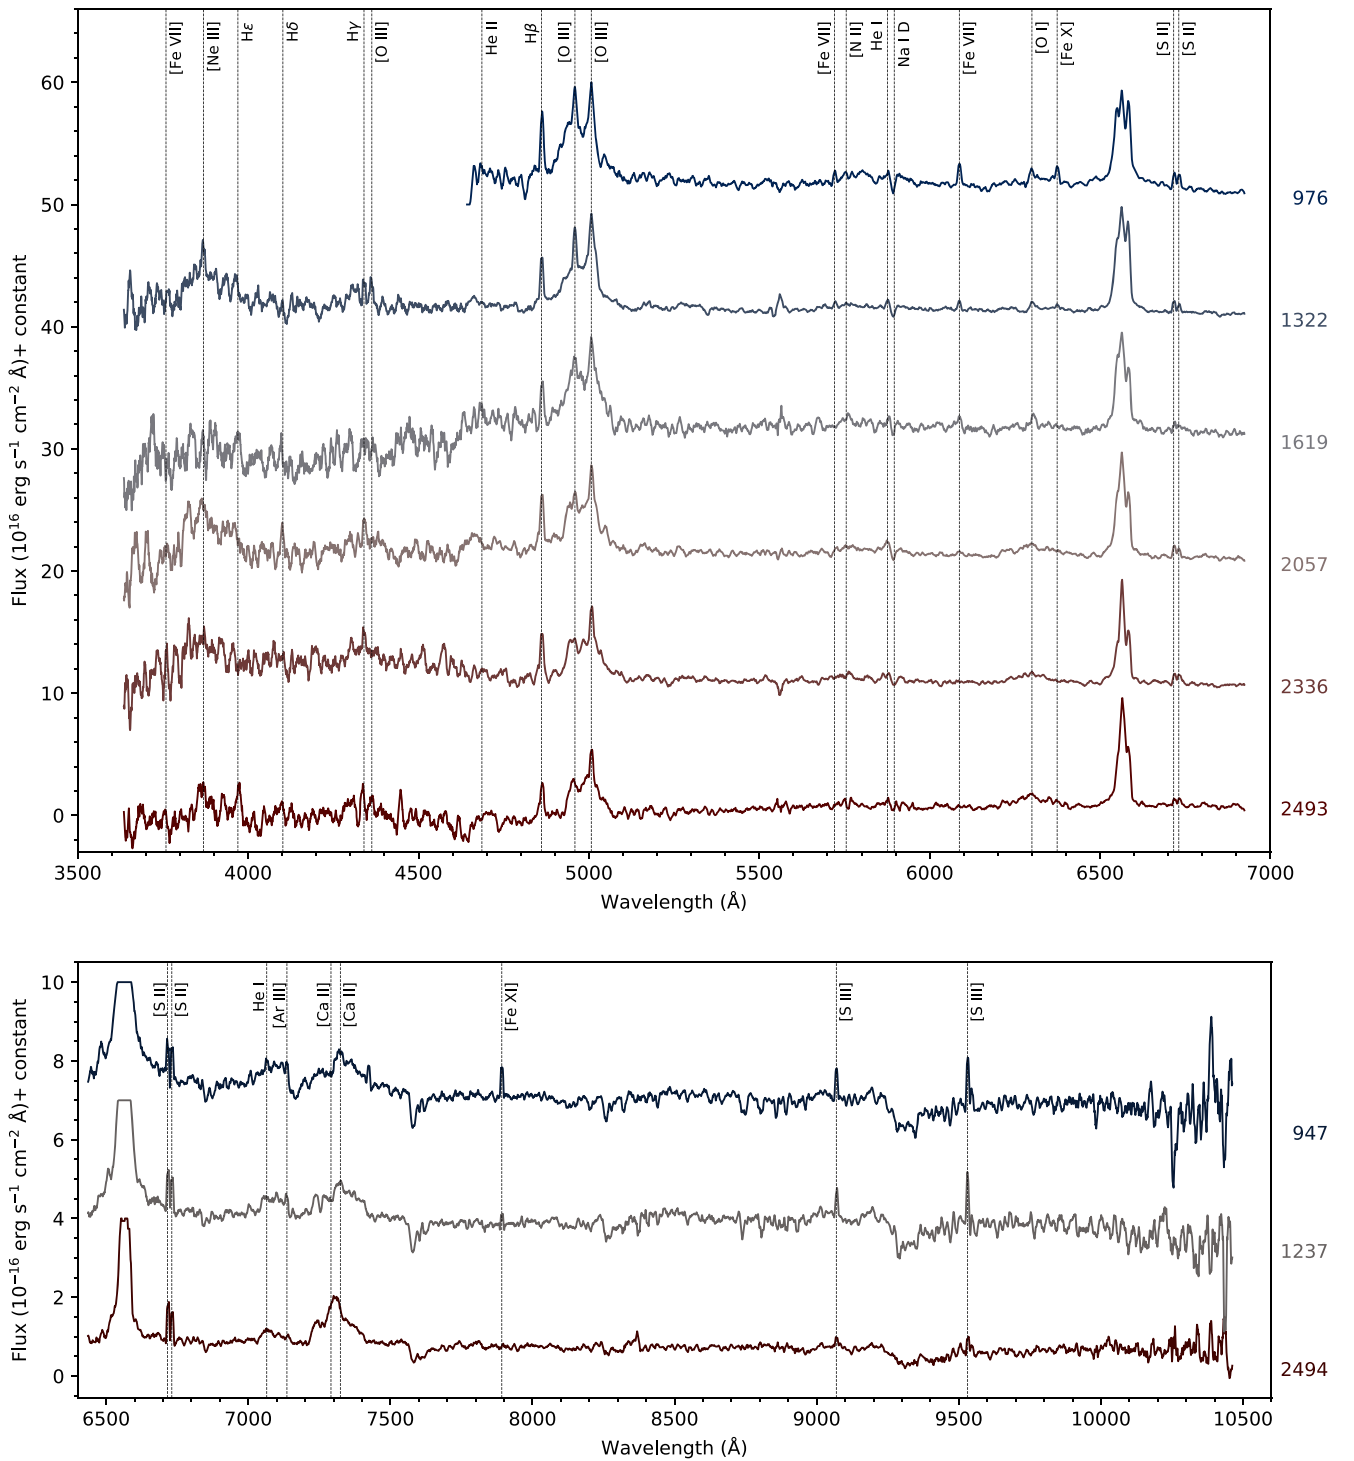 [Fe VII]
[Ne III]
Hε
Hδ
Hγ
[O III]
He II
Hβ
[O III]
[O III]
[Fe VII]
[N II]
He I
Na I D
[Fe VII]
[O I]
[Fe X]
[S II]
[S II]
Flux (10¹⁶ erg s⁻¹ cm⁻² Å)+ constant
60
50
40
30
20
10
0
976
1322
1619
2057
2336
2493
3500 4000 4500 5000 5500 6000 6500 7000
Wavelength (Å)
[S II]
[S II]
He I
[Ar III]
[Ca II]
[Ca II]
[Fe XI]
[S III]
[S III]
Flux (10⁻¹⁶ erg s⁻¹ cm⁻² Å)+ constant
10
8
6
4
2
0
947
1237
2494
6500 7000 7500 8000 8500 9000 9500 10000 10500
Wavelength (Å)